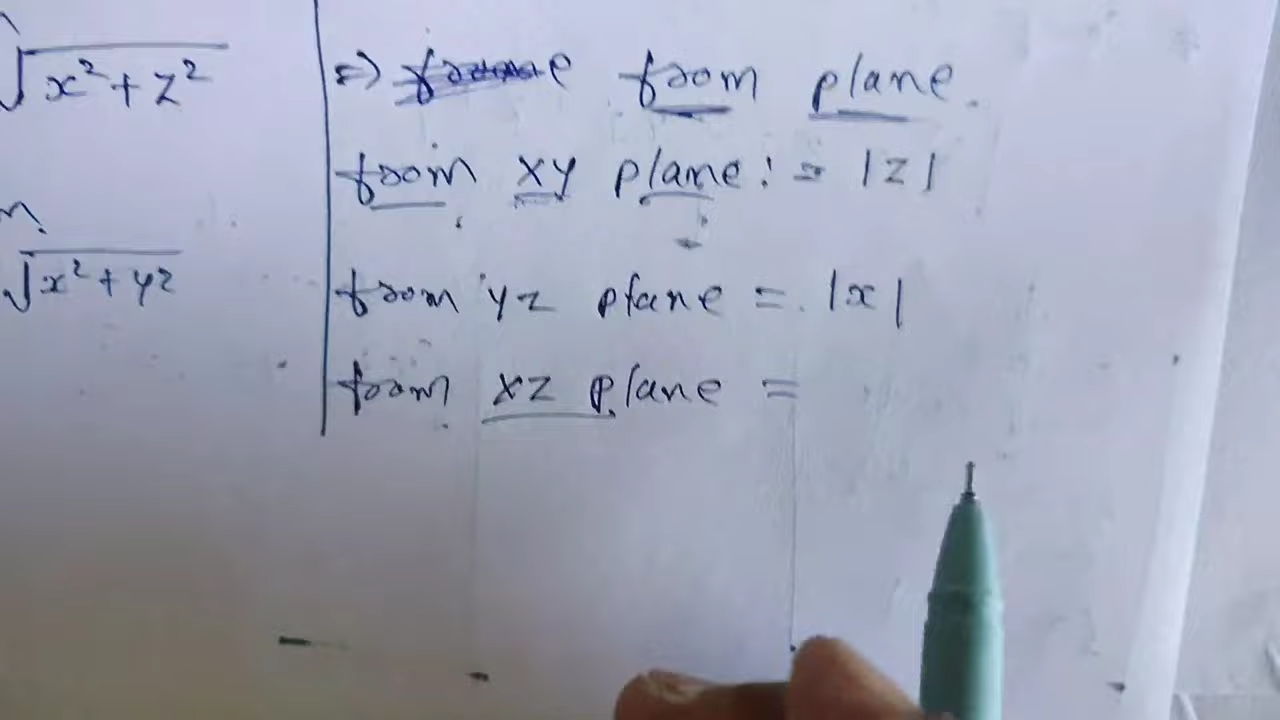 √x²+z²
n
√x²+y²
=> from plane.
from xy plane: = |z|
from yz plane = |x|
from xz plane =